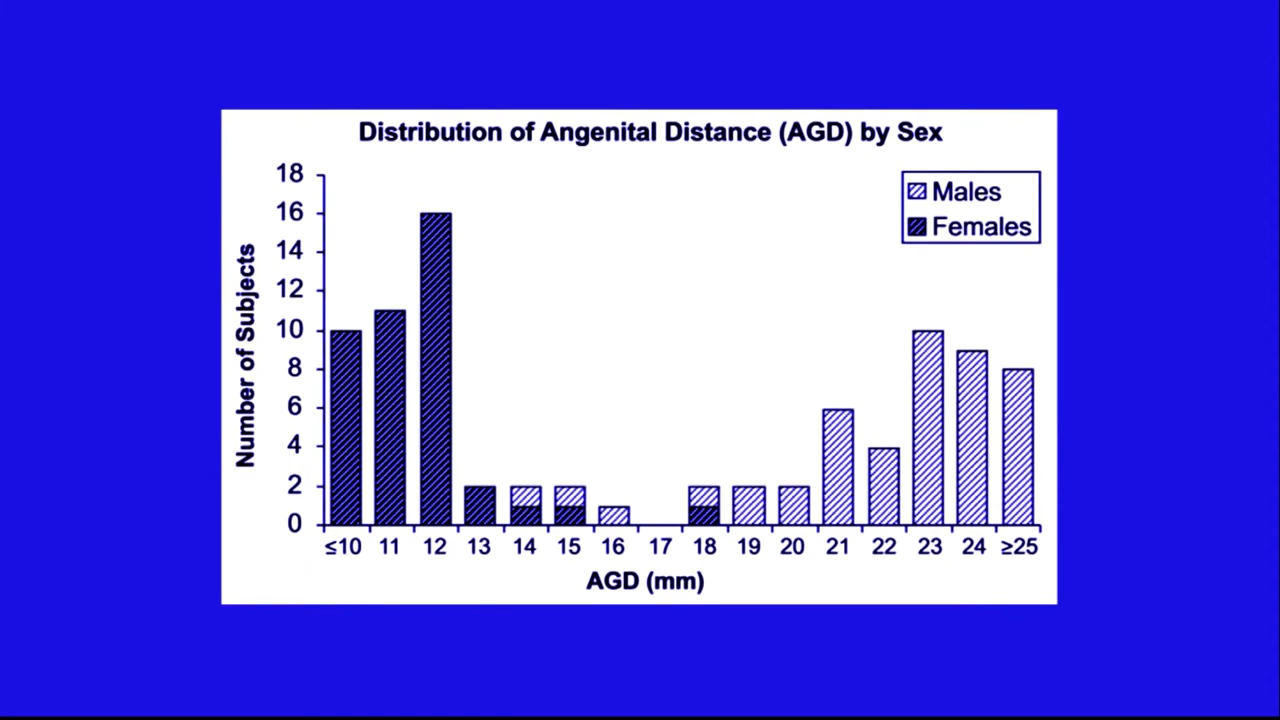 Distribution of Angenital Distance (AGD) by Sex
Males
Females
Number of Subjects
18
16
14
12
10
8
6
4
2
0
≤10 11 12 13 14 15 16 17 18 19 20 21 22 23 24 ≥25
AGD (mm)